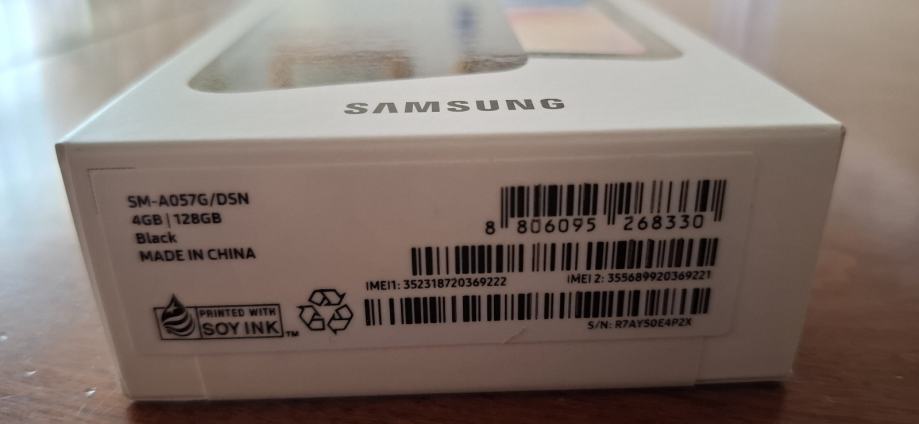 SAMSUNG
SM-A057G/DSN
4GB | 128GB
Black
MADE IN CHINA
8 806095 268330
IMEI1: 352318720369222
IMEI 2: 355689920369221
S/N: R7AY50E4P2X
PRINTED WITH
SOY INK TM